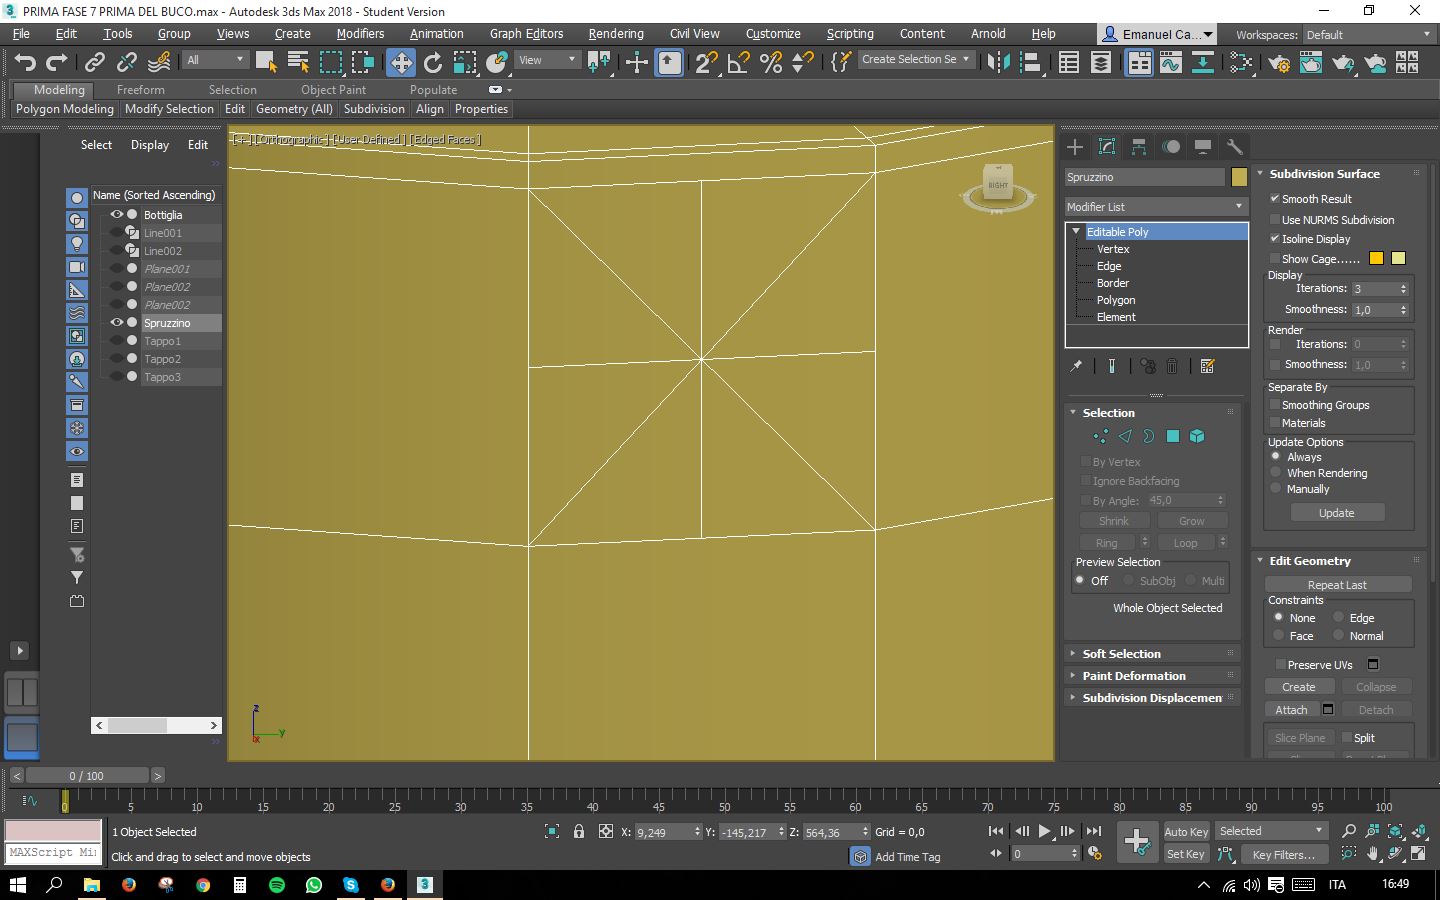 PRIMA FASE 7 PRIMA DEL BUCO.max - Autodesk 3ds Max 2018 - Student Version
File Edit Tools Group Views Create Modifiers Animation Graph Editors Rendering Civil View Customize Scripting Content Arnold Help Emanuel Ca... Workspaces: Default
All View Create Selection Se
Modeling Freeform Selection Object Paint Populate
Polygon Modeling Modify Selection Edit Geometry (All) Subdivision Align Properties
Select Display Edit
Name (Sorted Ascending)
Bottiglia
Line001
Line002
Plane001
Plane002
Plane002
Spruzzino
Tappo1
Tappo2
Tappo3
[+] [Orthographic] [User Defined] [Edged Faces]
RIGHT
z
y
x
Spruzzino
Modifier List
Editable Poly
Vertex
Edge
Border
Polygon
Element
Selection
By Vertex
Ignore Backfacing
By Angle: 45,0
Shrink Grow
Ring Loop
Preview Selection
Off SubObj Multi
Whole Object Selected
Soft Selection
Paint Deformation
Subdivision Displacemen
Subdivision Surface
Smooth Result
Use NURMS Subdivision
Isoline Display
Show Cage......
Display
Iterations: 3
Smoothness: 1,0
Render
Iterations: 0
Smoothness: 1,0
Separate By
Smoothing Groups
Materials
Update Options
Always
When Rendering
Manually
Update
Edit Geometry
Repeat Last
Constraints
None Edge
Face Normal
Preserve UVs
Create Collapse
Attach Detach
Slice Plane Split
0 / 100
0 5 10 15 20 25 30 35 40 45 50 55 60 65 70 75 80 85 90 95 100
1 Object Selected X: 9,249 Y: -145,217 Z: 564,36 Grid = 0,0 Auto Key Selected
MAXScript Mi Click and drag to select and move objects Add Time Tag 0 Set Key Key Filters...
ITA 16:49